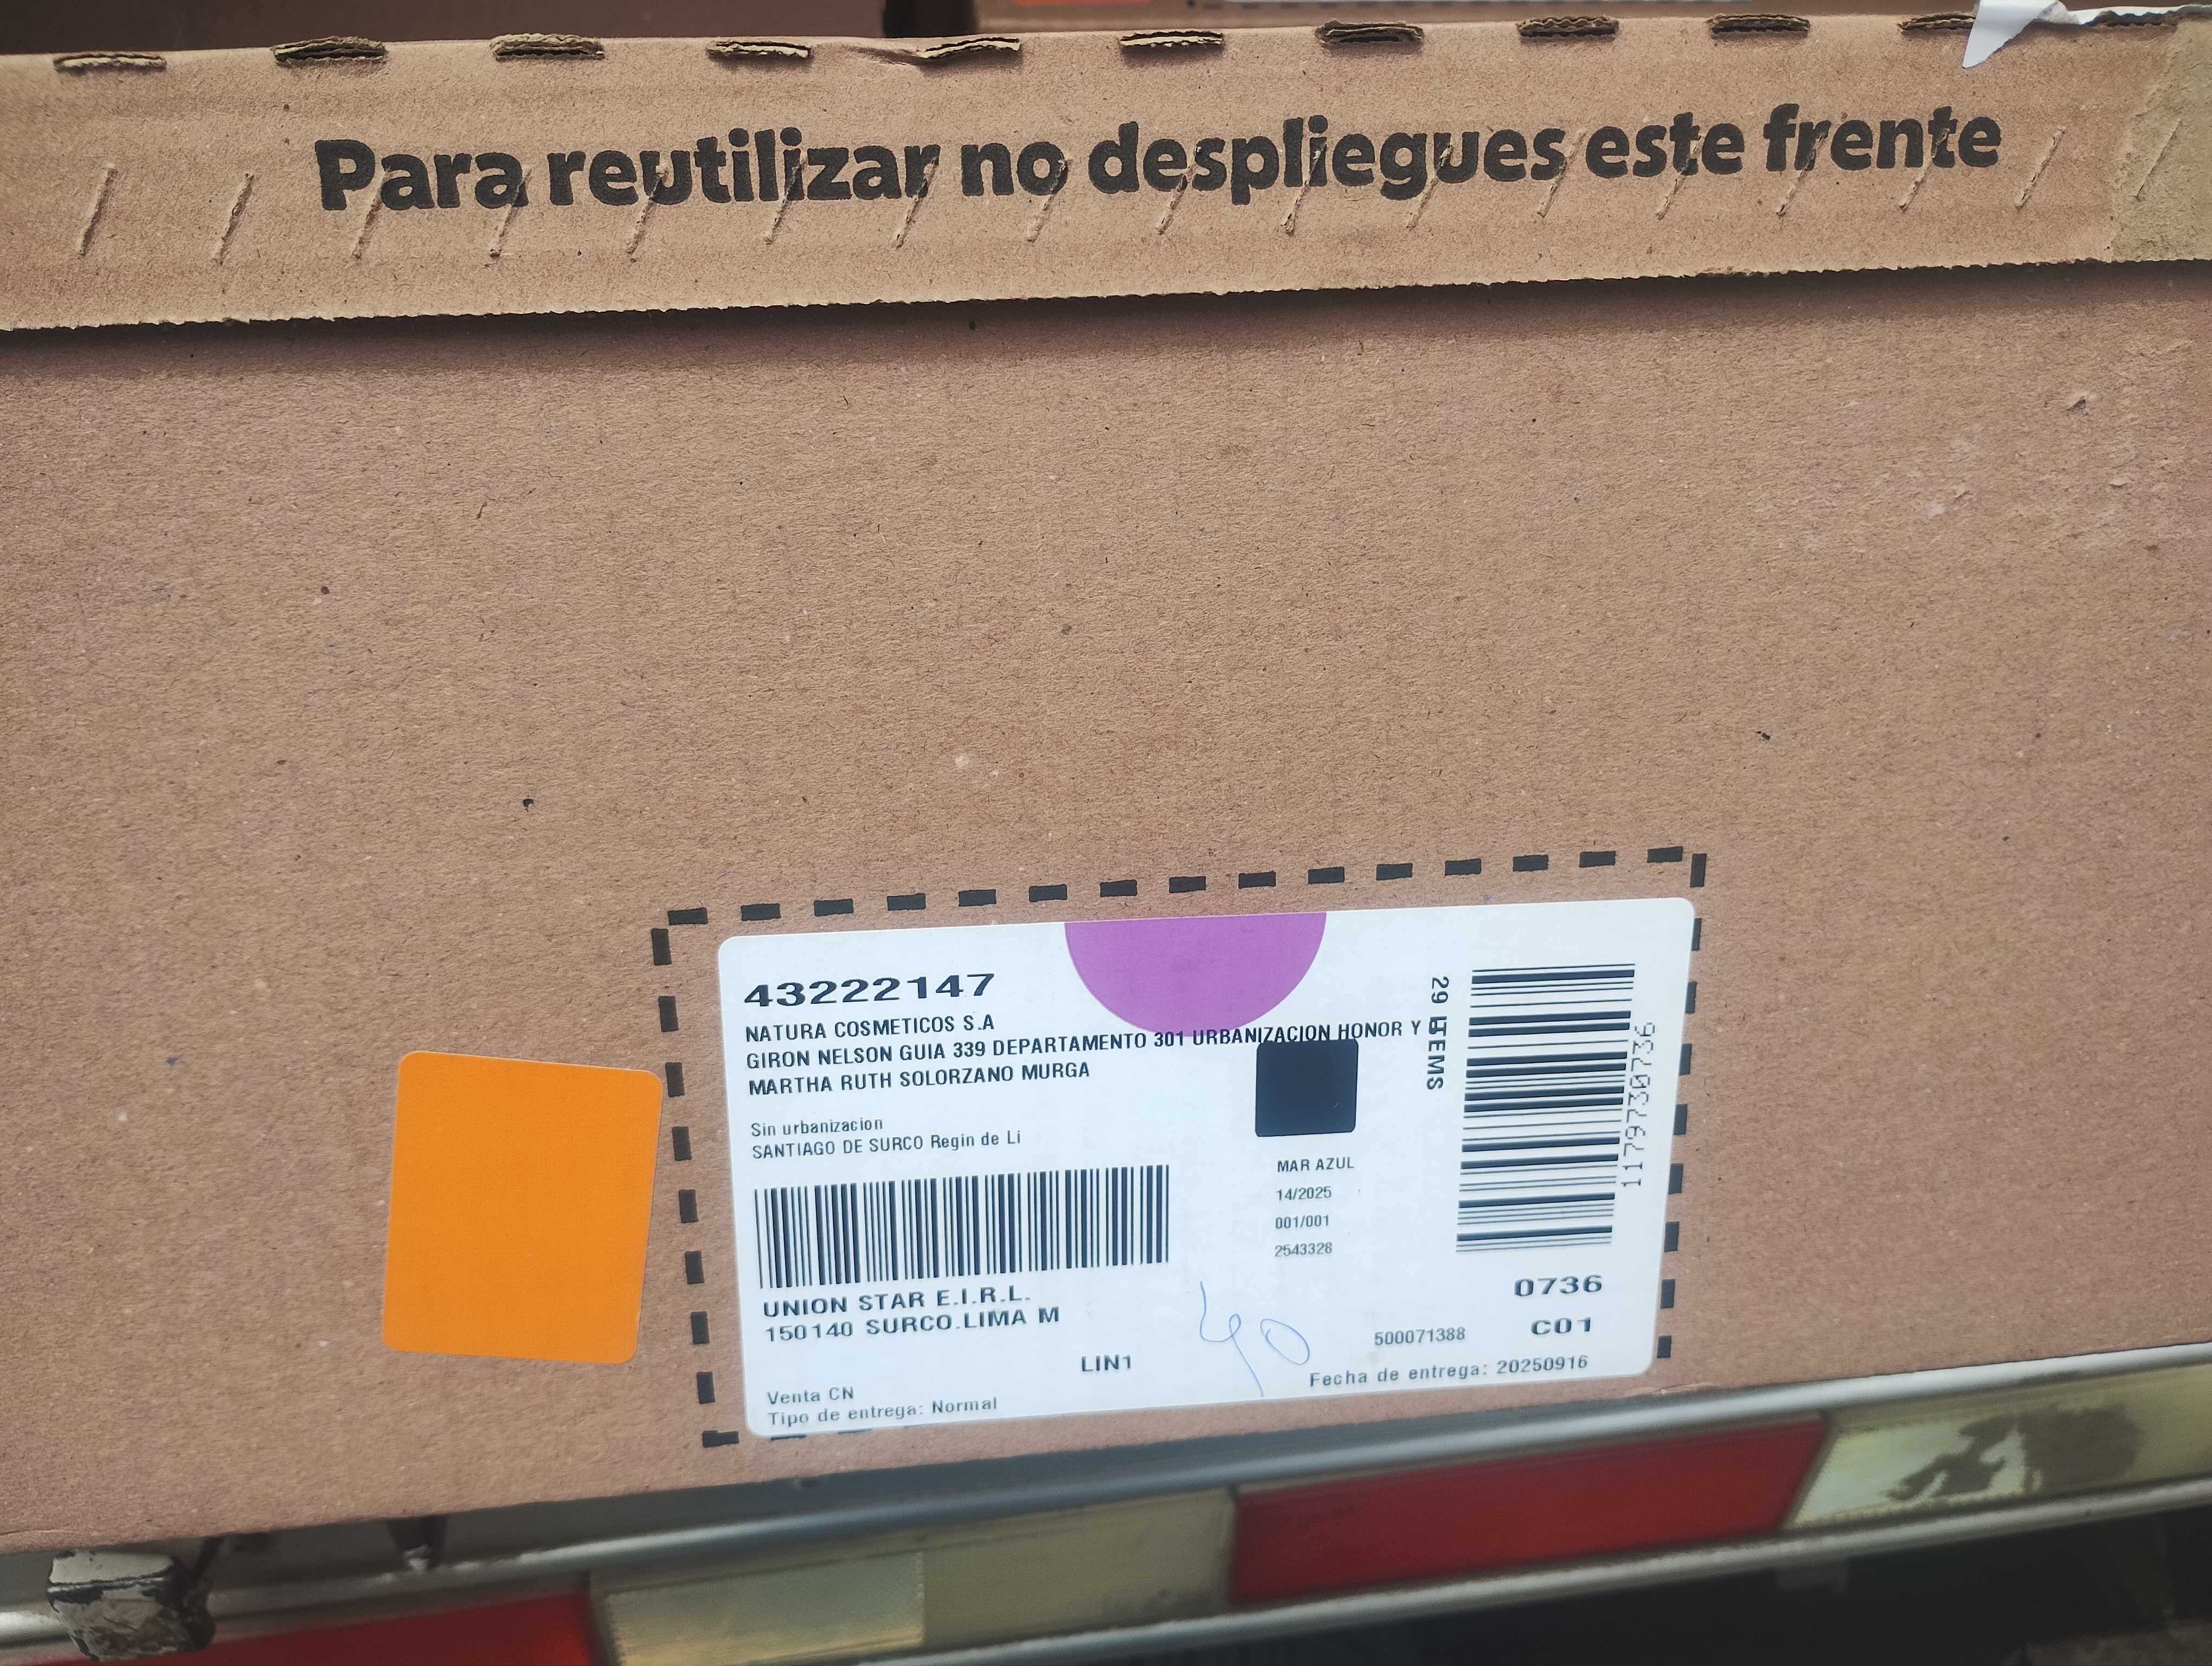 Para reutilizar no despliegues este frente
43222147
NATURA COSMETICOS S.A
GIRON NELSON GUIA 339 DEPARTAMENTO 301 URBANIZACION HONOR Y
MARTHA RUTH SOLORZANO MURGA
Sin urbanizacion
SANTIAGO DE SURCO Regin de Li
UNION STAR E.I.R.L.
150140 SURCO.LIMA M
LIN1
Venta CN
Tipo de entrega: Normal
MAR AZUL
14/2025
001/001
2543328
40
29 ITEMS
1179730736
0736
C01
500071388
Fecha de entrega: 20250916